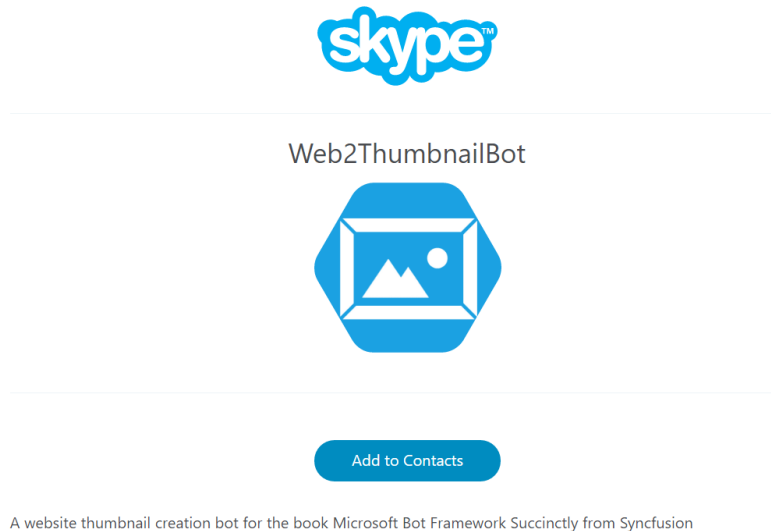 skype™
Web2ThumbnailBot
Add to Contacts
A website thumbnail creation bot for the book Microsoft Bot Framework Succinctly from Syncfusion